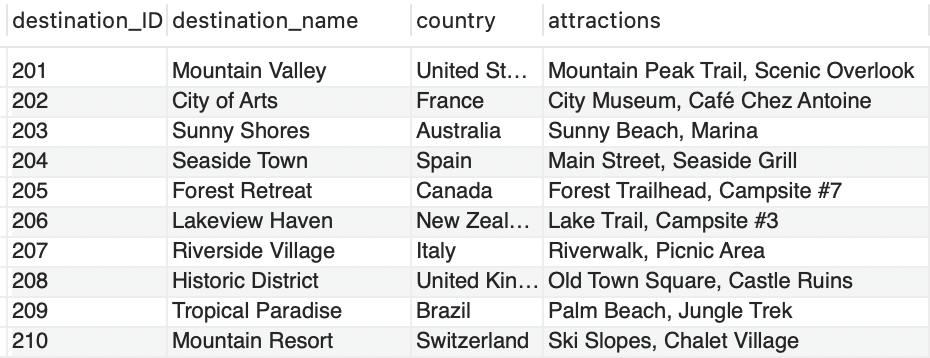 destination_ID destination_name country attractions
201 Mountain Valley United St... Mountain Peak Trail, Scenic Overlook
202 City of Arts France City Museum, Café Chez Antoine
203 Sunny Shores Australia Sunny Beach, Marina
204 Seaside Town Spain Main Street, Seaside Grill
205 Forest Retreat Canada Forest Trailhead, Campsite #7
206 Lakeview Haven New Zeal... Lake Trail, Campsite #3
207 Riverside Village Italy Riverwalk, Picnic Area
208 Historic District United Kin... Old Town Square, Castle Ruins
209 Tropical Paradise Brazil Palm Beach, Jungle Trek
210 Mountain Resort Switzerland Ski Slopes, Chalet Village